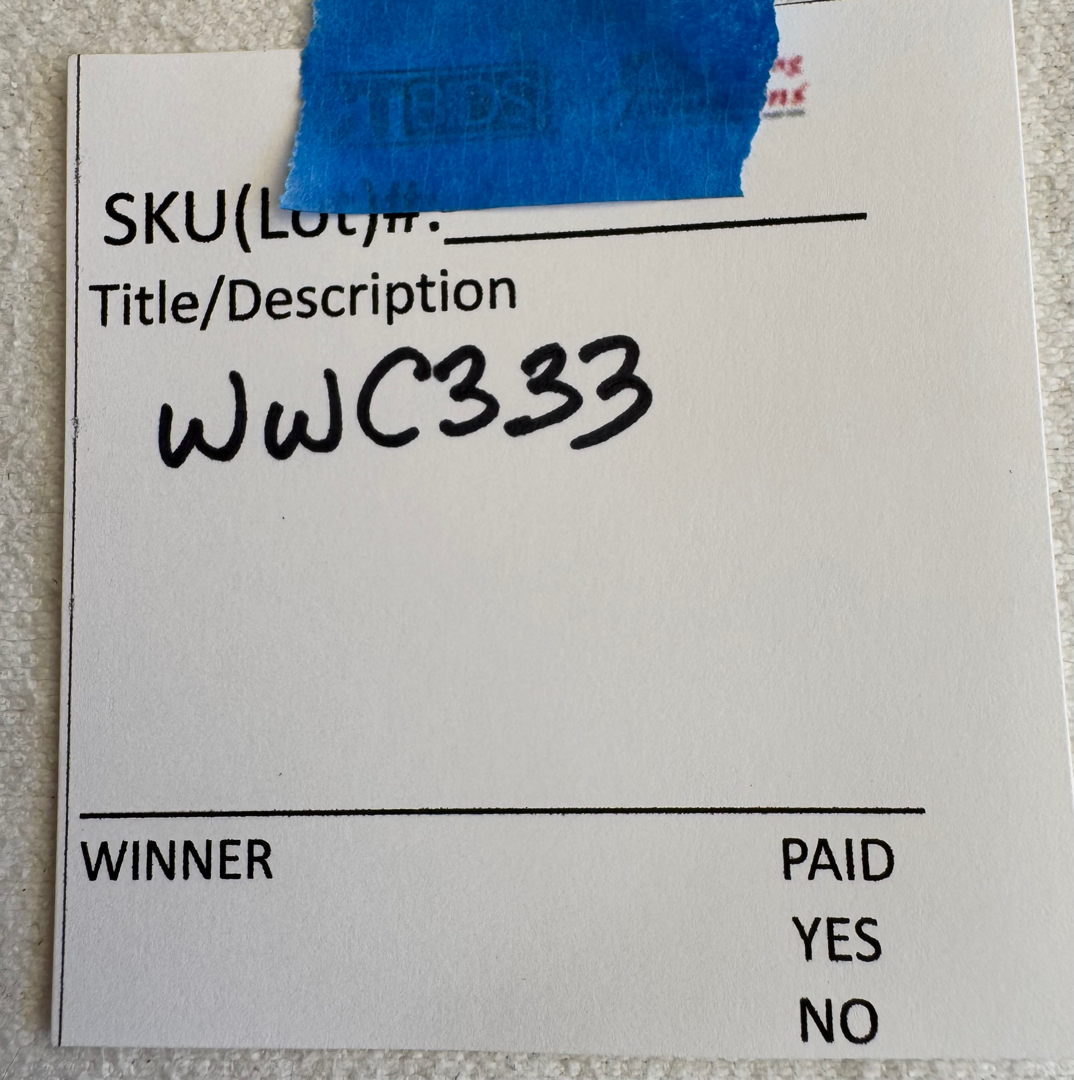 SKU(Lot)#:
Title/Description
WWC333
WINNER PAID
YES
NO